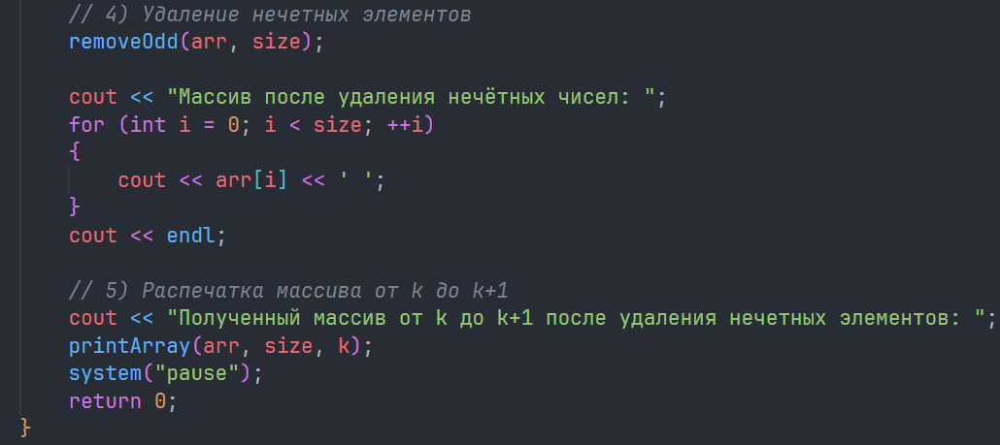 // 4) Удаление нечетных элементов
removeOdd(arr, size);
cout << "Массив после удаления нечётных чисел: ";
for (int i = 0; i < size; ++i)
{
cout << arr[i] << ' ';
}
cout << endl;
// 5) Распечатка массива от k до k+1
cout << "Полученный массив от k до k+1 после удаления нечетных элементов: ";
printArray(arr, size, k);
system("pause");
return 0;
}